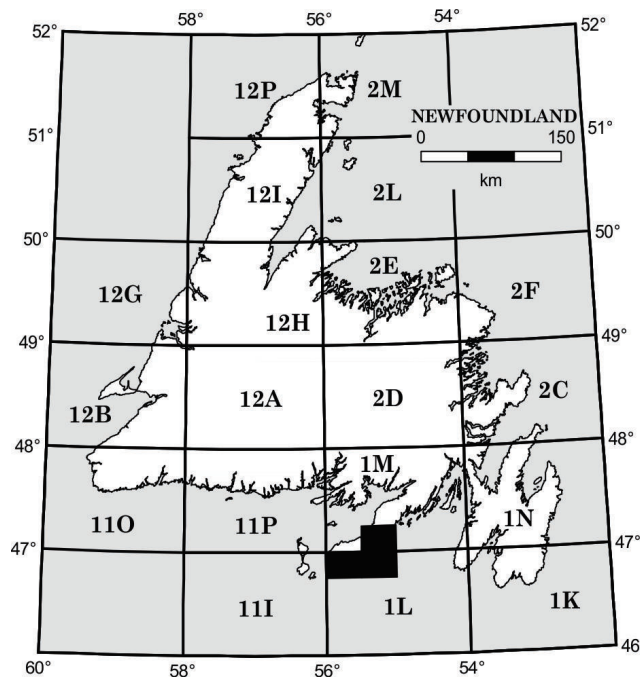 58° 56° 54°
52° 52°
12P 2M
NEWFOUNDLAND
51° 0 150 51°
km
12I 2L
50° 50°
12G 2E 2F
12H
49° 49°
12B 12A 2D 2C
48° 48°
1M
11O 11P 1N
47° 47°
11I 1L 1K
46
60° 58° 56° 54°